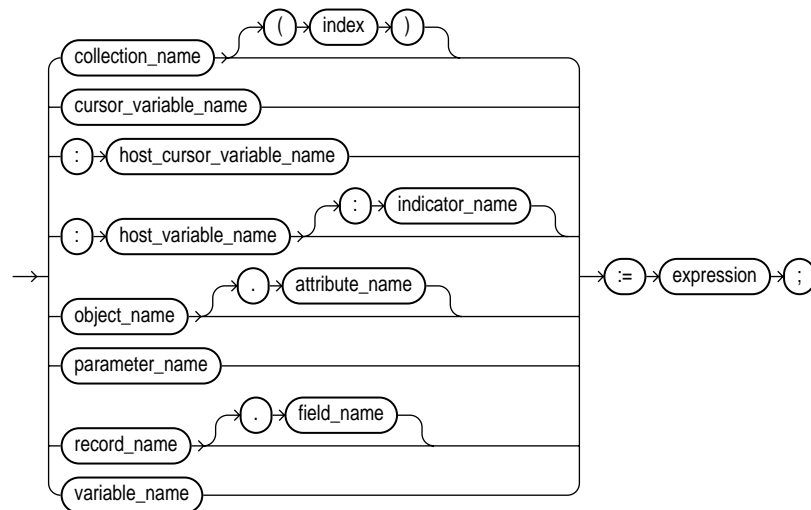 ( index )
collection_name
cursor_variable_name
: host_cursor_variable_name
: indicator_name
: host_variable_name
:= expression ;
. attribute_name
object_name
parameter_name
. field_name
record_name
variable_name